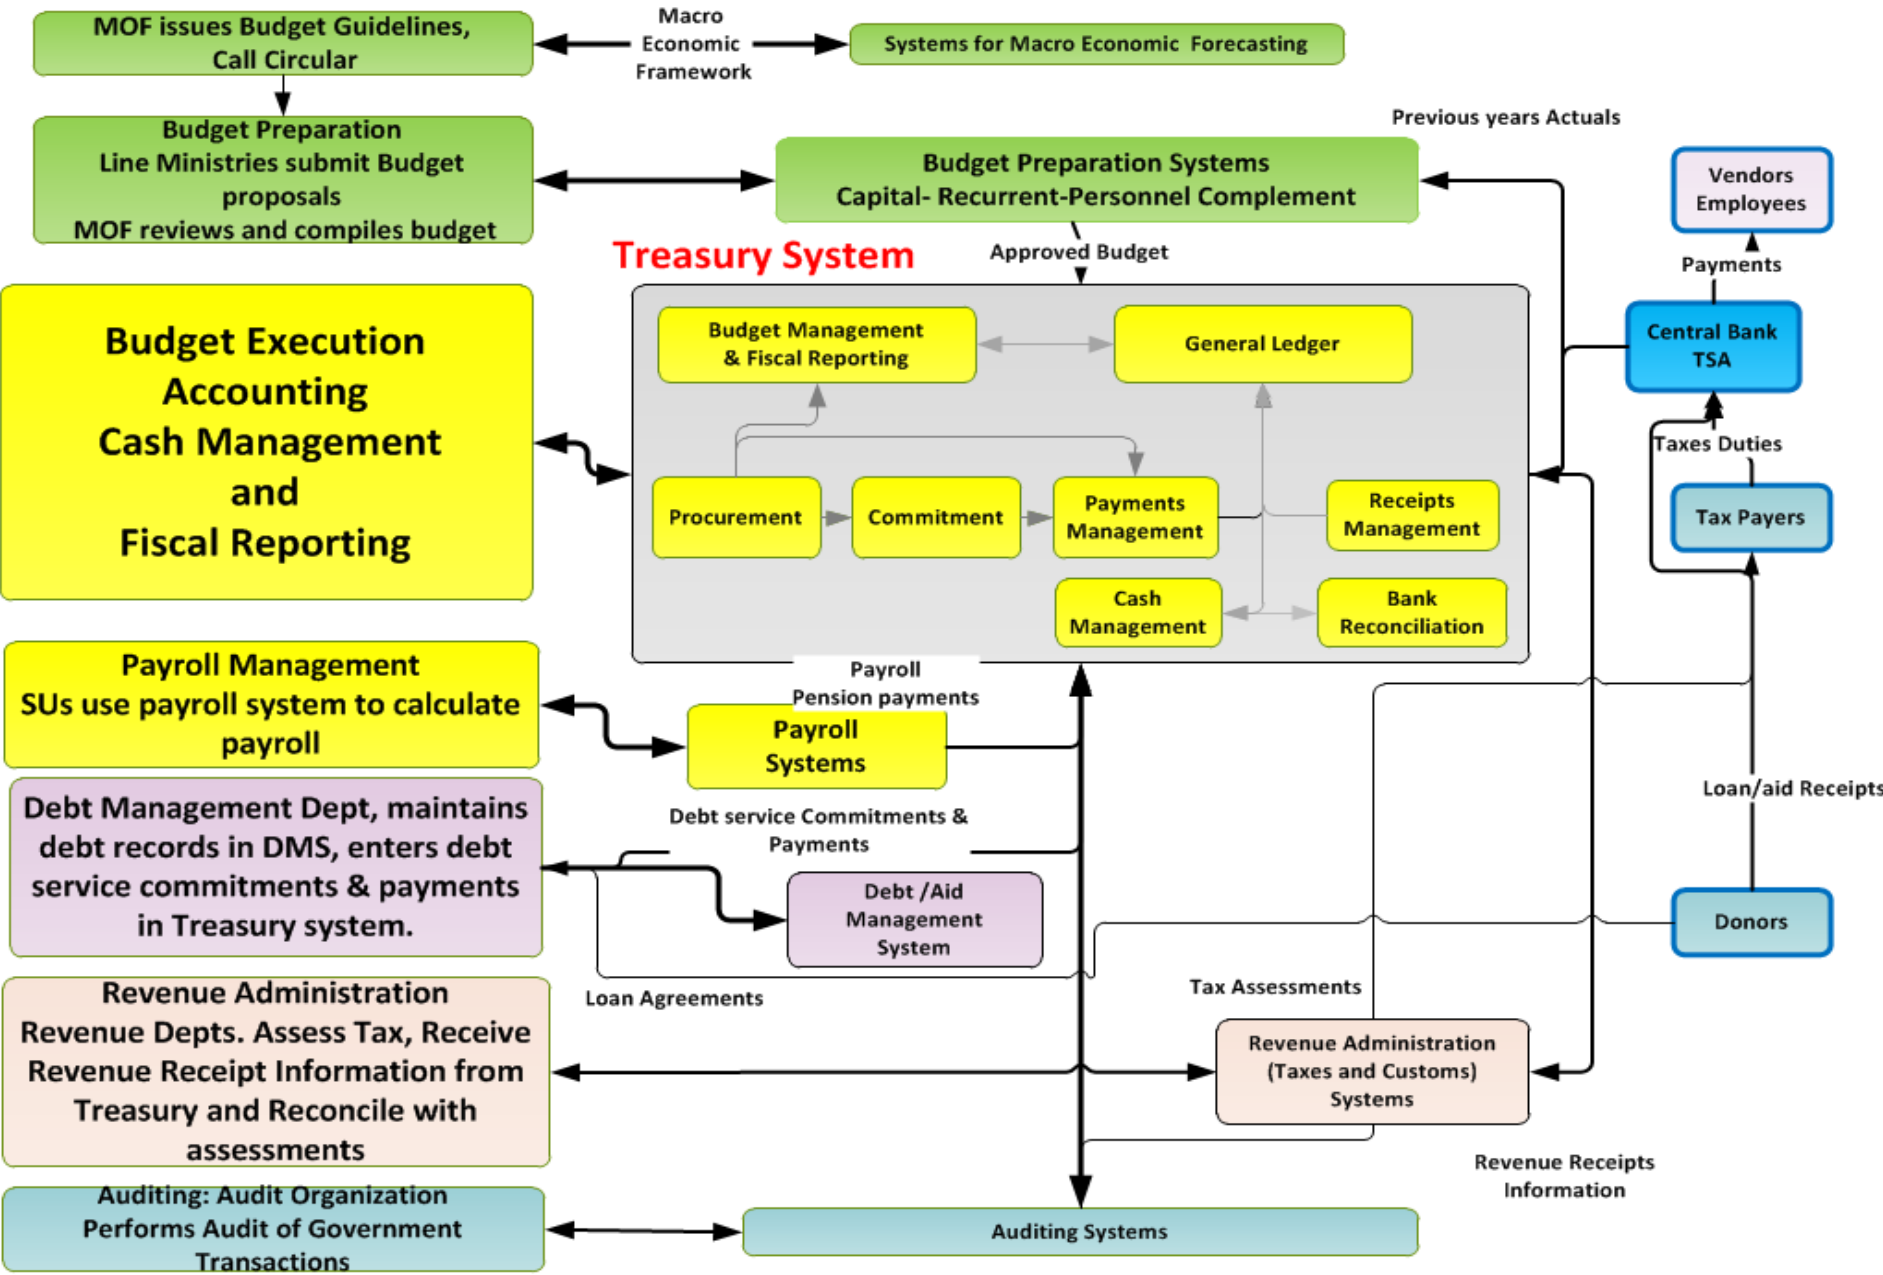 MOF issues Budget Guidelines,
Call Circular
Macro
Economic
Framework
Systems for Macro Economic Forecasting
Budget Preparation
Line Ministries submit Budget
proposals
MOF reviews and compiles budget
Budget Preparation Systems
Capital- Recurrent-Personnel Complement
Previous years Actuals
Vendors
Employees
Payments
Central Bank
TSA
Taxes Duties
Tax Payers
Loan/aid Receipts
Donors
Treasury System
Approved Budget
Budget Execution
Accounting
Cash Management
and
Fiscal Reporting
Budget Management
& Fiscal Reporting
General Ledger
Procurement
Commitment
Payments
Management
Receipts
Management
Cash
Management
Bank
Reconciliation
Payroll Management
SUs use payroll system to calculate
payroll
Payroll
Pension payments
Payroll
Systems
Debt Management Dept, maintains
debt records in DMS, enters debt
service commitments & payments
in Treasury system.
Debt service Commitments &
Payments
Debt /Aid
Management
System
Loan Agreements
Tax Assessments
Revenue Administration
Revenue Depts. Assess Tax, Receive
Revenue Receipt Information from
Treasury and Reconcile with
assessments
Revenue Administration
(Taxes and Customs)
Systems
Revenue Receipts
Information
Auditing: Audit Organization
Performs Audit of Government
Transactions
Auditing Systems